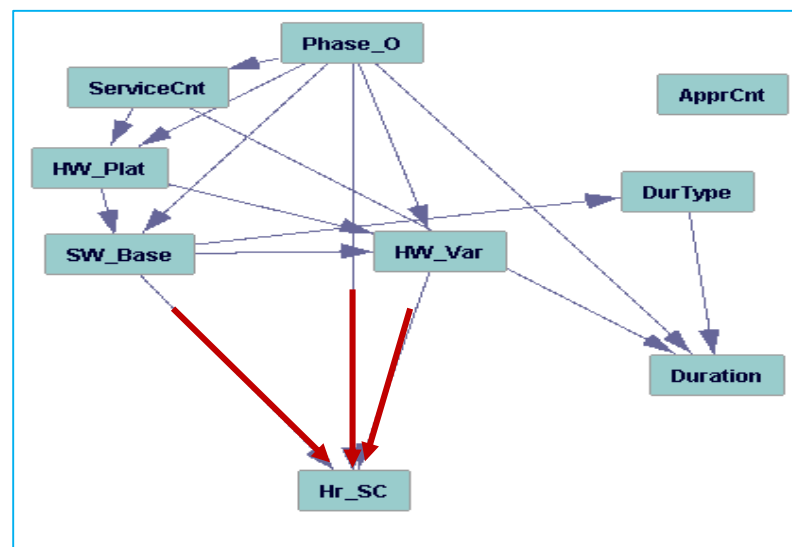 Phase_O
ServiceCnt
ApprCnt
HW_Plat
DurType
SW_Base
HW_Var
Duration
Hr_SC